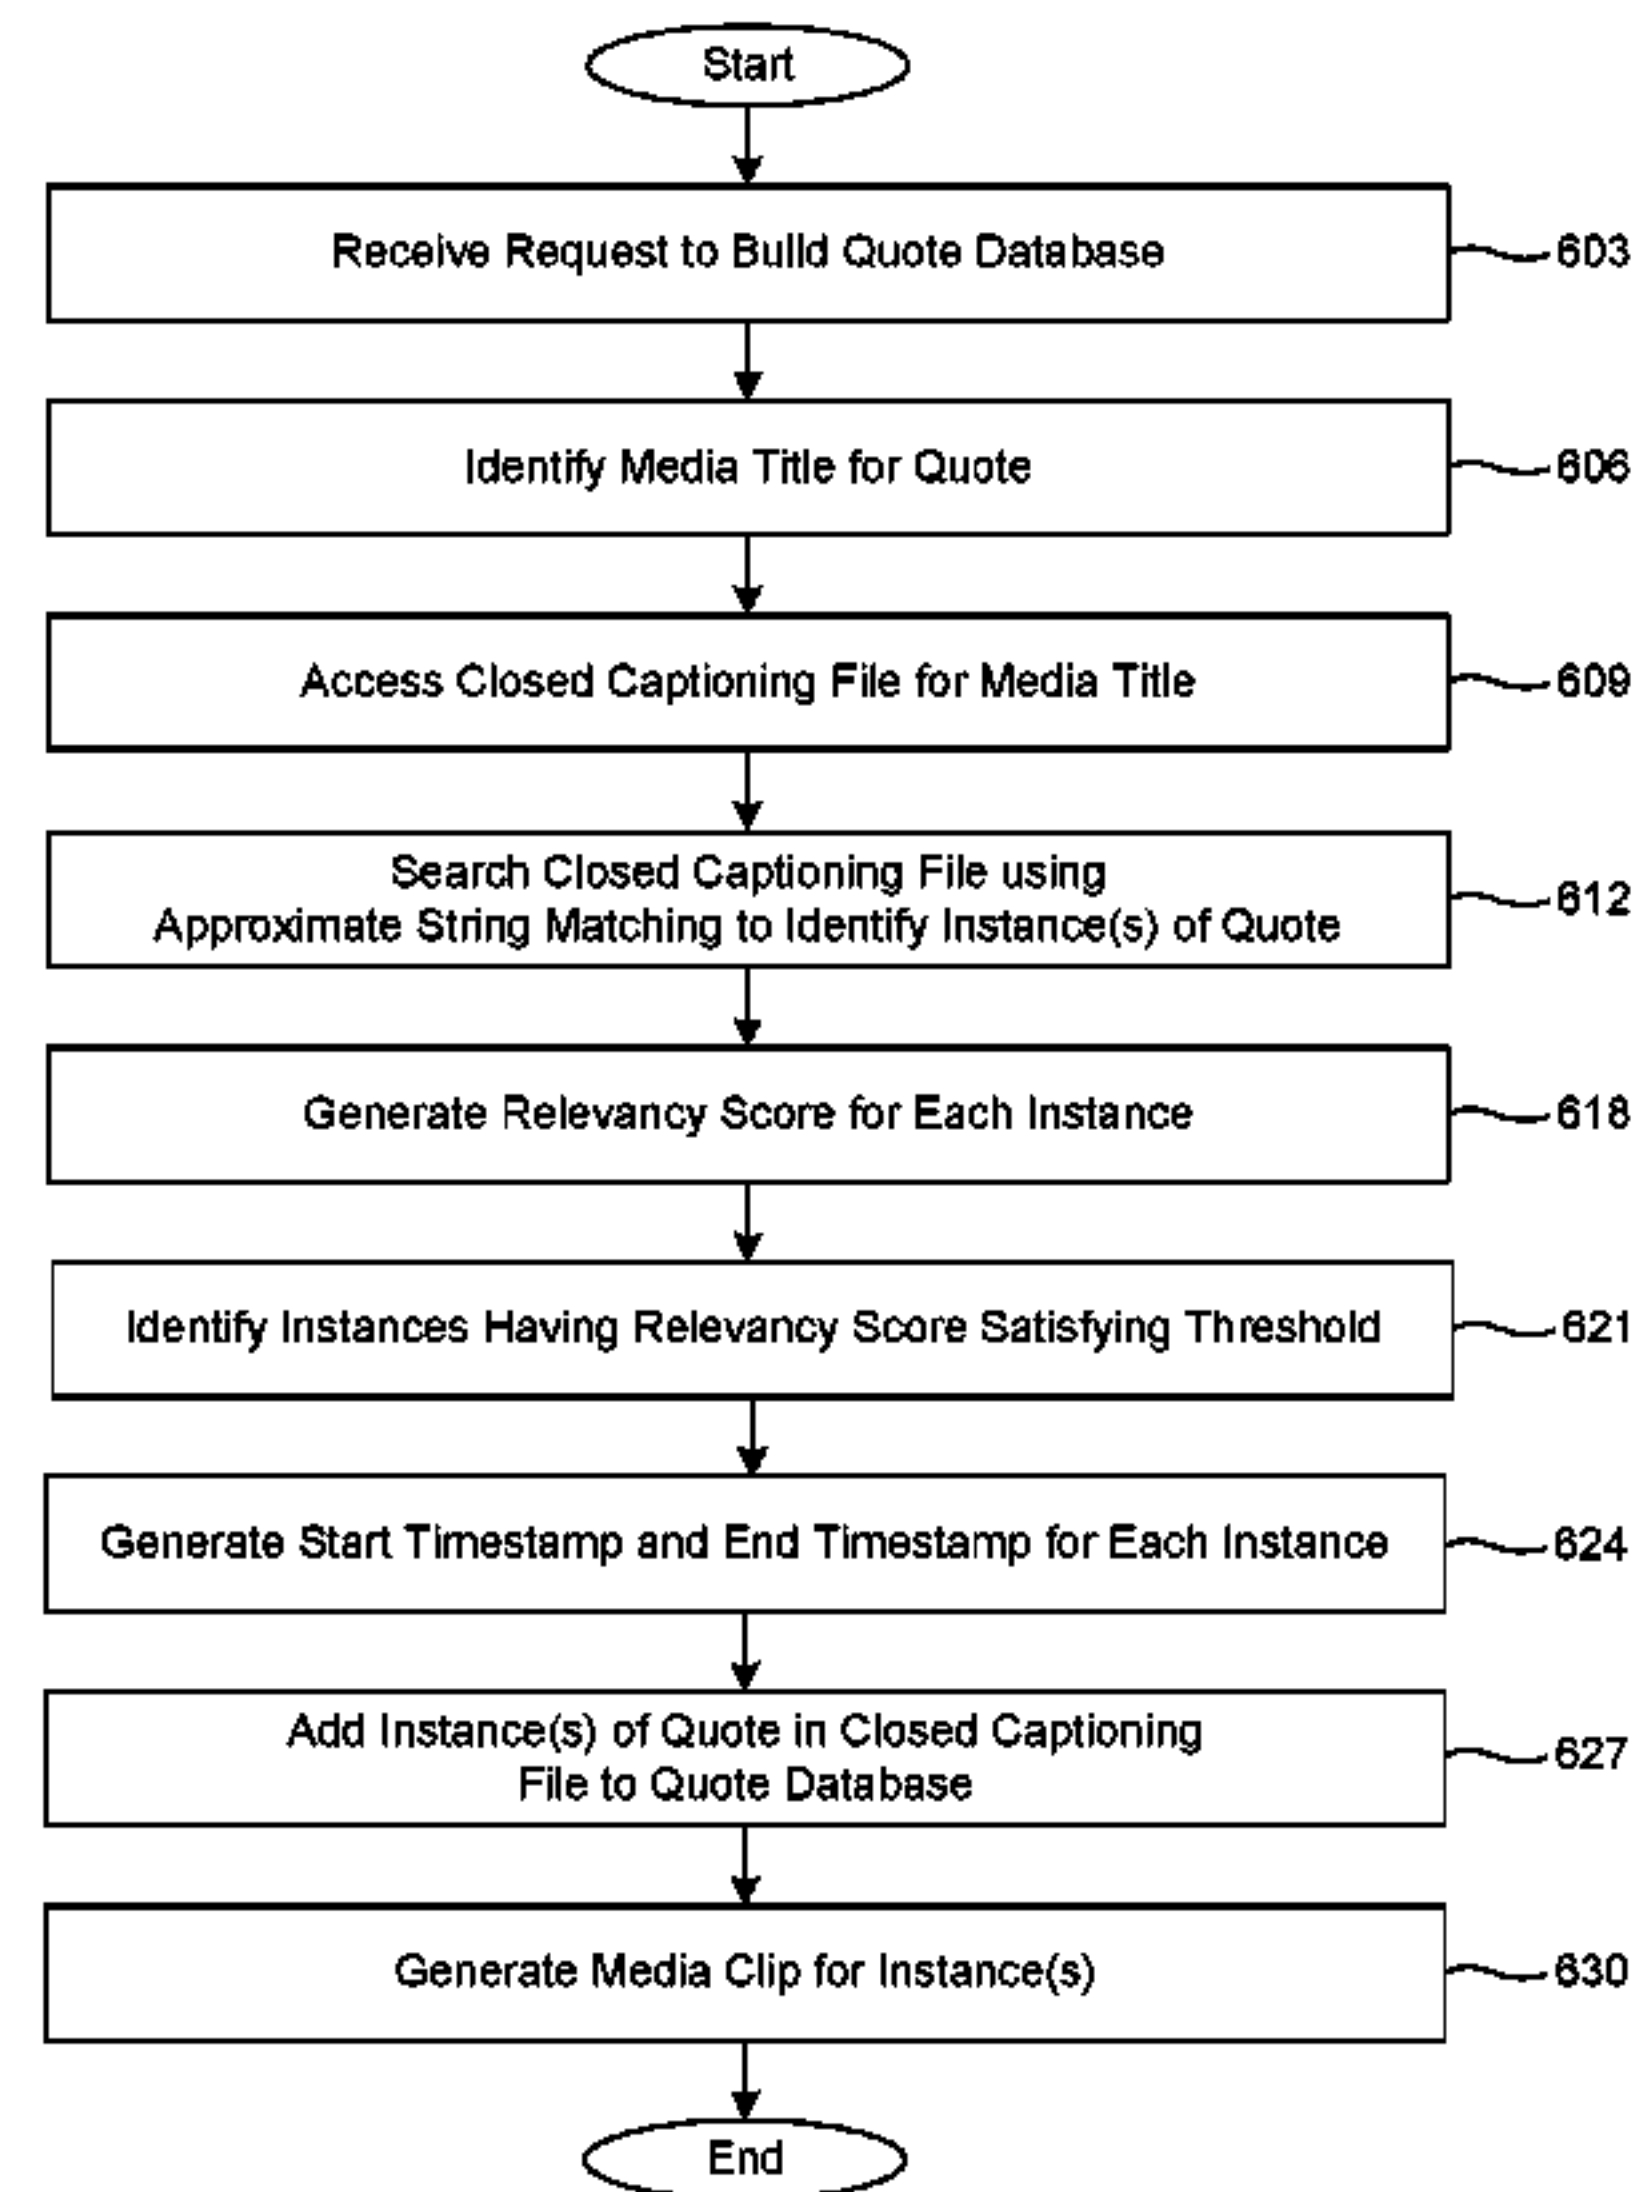 Start
Receive Request to Build Quote Database
603
Identify Media Title for Quote
606
Access Closed Captioning File for Media Title
609
Search Closed Captioning File using
Approximate String Matching to Identify Instance(s) of Quote
612
Generate Relevancy Score for Each Instance
618
Identify Instances Having Relevancy Score Satisfying Threshold
621
Generate Start Timestamp and End Timestamp for Each Instance
624
Add Instance(s) of Quote in Closed Captioning
File to Quote Database
627
Generate Media Clip for Instance(s)
630
End